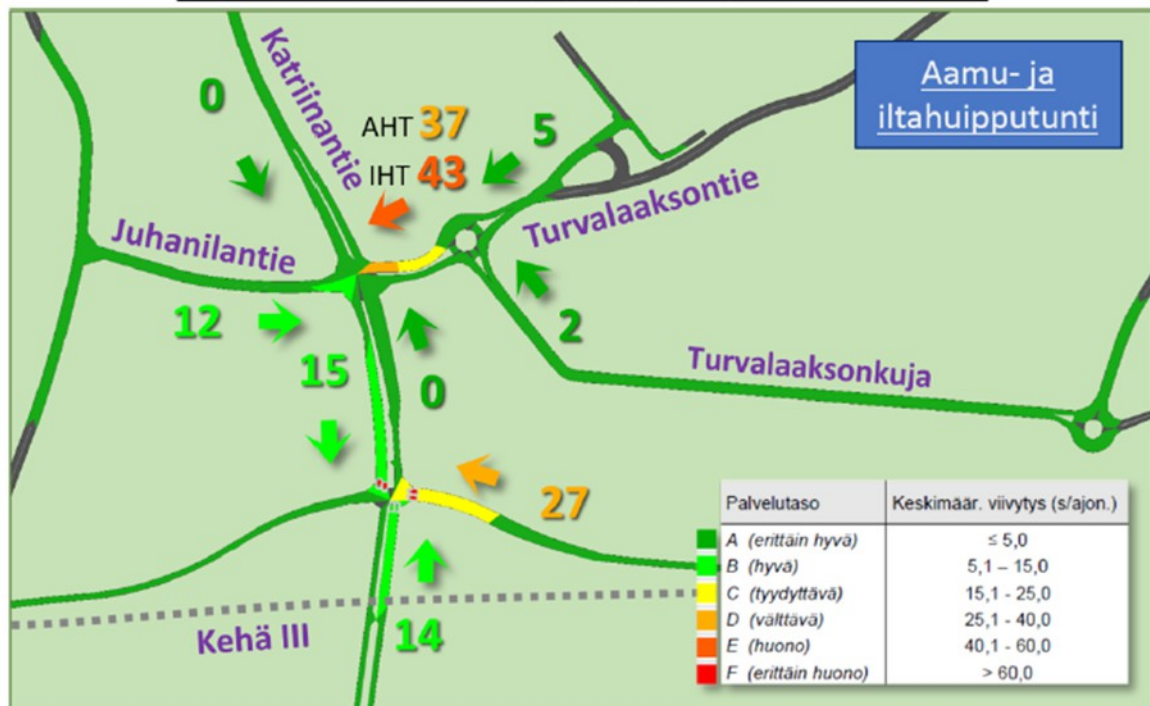 Aamu- ja
iltahuipputunti
Katriinantie
0
AHT 37
IHT 43
5
Turvalaaksontie
Juhanilantie
12
15
0
2
Turvalaaksonkuja
27
Kehä III
14
Palvelutaso Keskimäär. viivytys (s/ajon.)
A (erittäin hyvä) ≤ 5,0
B (hyvä) 5,1 – 15,0
C (tyydyttävä) 15,1 - 25,0
D (välttävä) 25,1 - 40,0
E (huono) 40,1 - 60,0
F (erittäin huono) > 60,0